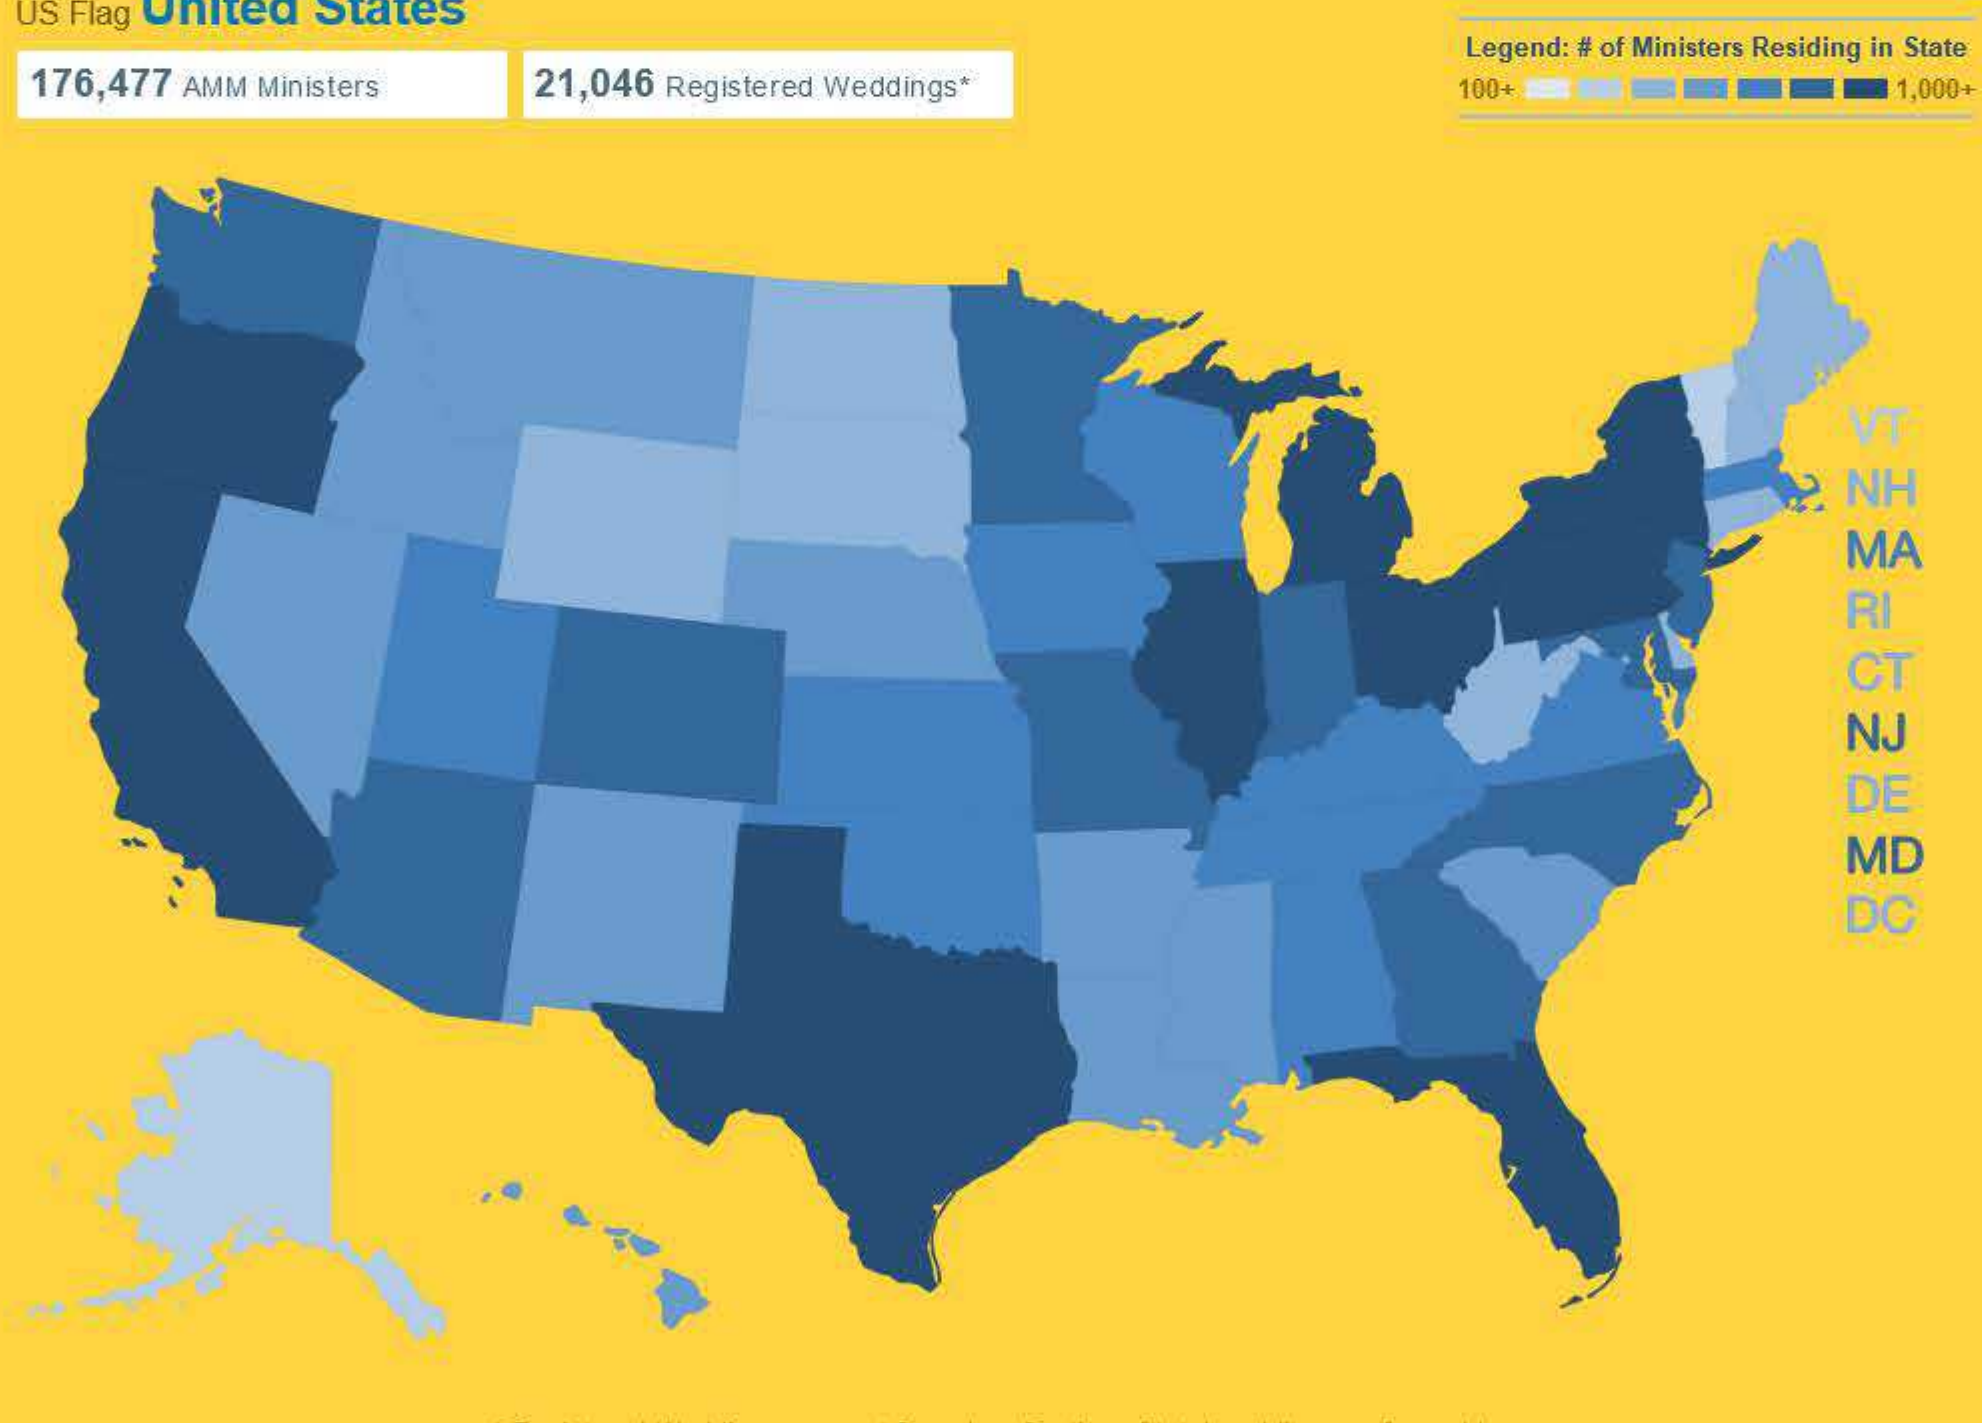 US Flag United States
176,477 AMM Ministers
21,046 Registered Weddings*
Legend: # of Ministers Residing in State
100+ 1,000+
VT
NH
MA
RI
CT
NJ
DE
MD
DC